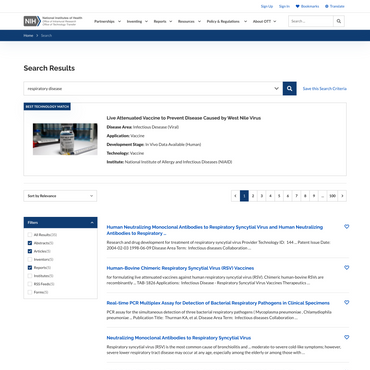 Sign Up
Sign In
Bookmarks
Translate
NIH
National Institutes of Health
Office of Intramural Research
Office of Technology Transfer
Partnerships
Inventing
Reports
Resources
Policy & Regulations
About OTT
Search...
Home
Search
Search Results
respiratory disease
Save this Search Criteria
BEST TECHNOLOGY MATCH
Live Attenuated Vaccine to Prevent Disease Caused by West Nile Virus
Disease Area: Infectious Disease (Viral)
Application: Vaccine
Development Stage: In Vivo Data Available (Human)
Technology: Vaccine
Institute: National Institute of Allergy and Infectious Diseases (NIAID)
Sort by Relevance
1 2 3 4 5 6 7 8 9 ... 100
Filters
All Results
Abstracts
Articles
Inventors
Reports
Institutes
RSS Feeds
Forms
Human Neutralizing Monoclonal Antibodies to Respiratory Syncytial Virus and Human Neutralizing
Antibodies to Respiratory ...
Research and drug development for treatment of respiratory syncytial virus Provider Technology ID: 144 ... Patent Issue Date:
2004-02-03 1998-06-09 Disease Area Term: Infectious diseases Collaboration ...
Human-Bovine Chimeric Respiratory Syncytial Virus (RSV) Vaccines
for formulating live attenuated vaccines against human respiratory syncytial virus (RSV). Chimeric human-bovine RSVs are
recombinantly ... TAB-1826 Applications: Infectious Disease - Respiratory Syncytial Virus Vaccines Therapeutics ...
Real-time PCR Multiplex Assay for Detection of Bacterial Respiratory Pathogens in Clinical Specimens
PCR assay for the simultaneous detection of three bacterial respiratory pathogens ( Mycoplasma pneumoniae , Chlamydophila
pneumoniae ... Publication Title: Thurman KA, et al. Disease Area Term: Infectious diseases Collaboration ...
Neutralizing Monoclonal Antibodies to Respiratory Syncytial Virus
Respiratory syncytial virus (RSV) is the most common cause of bronchiolitis and ... moderate-to-severe cold-like symptoms; however,
severe lower respiratory tract disease may occur at any age, especially among the elderly or among those with ...